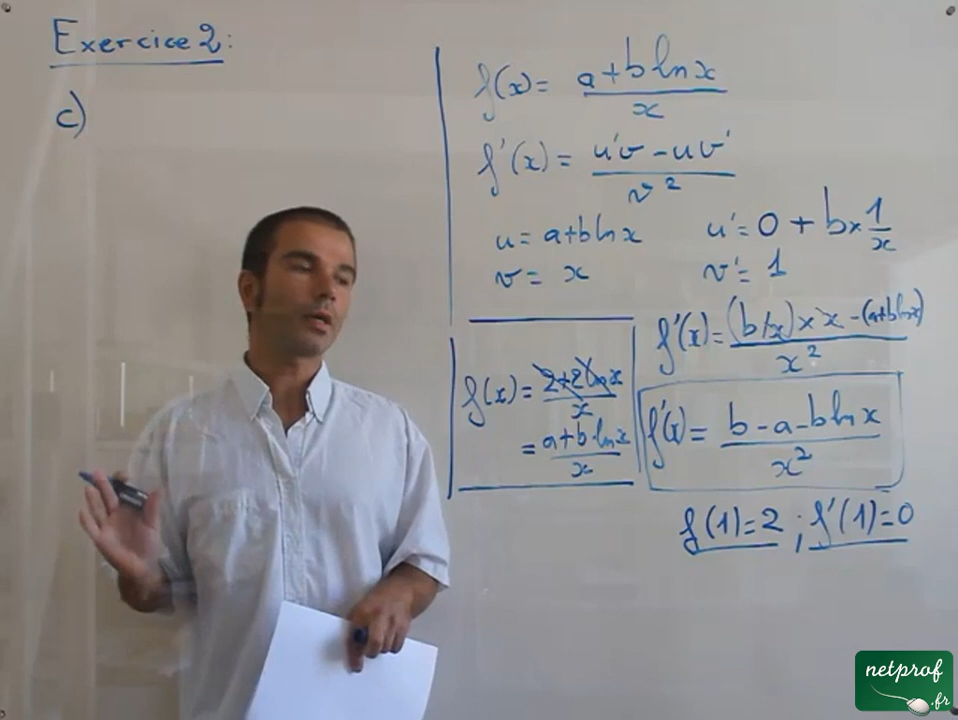 Exercice 2:
c)
f(x) = (a + b ln x) / x
f'(x) = (u'v - uv') / v²
u = a + b ln x    u' = 0 + b × 1/x
v = x    v' = 1
f'(x) = ((b/x) × x - (a + b ln x)) / x²
f(x) = (2 + 2 ln x) / x
= (a + b ln x) / x
f'(x) = (b - a - b ln x) / x²
f(1) = 2 ; f'(1) = 0
netprof
.fr